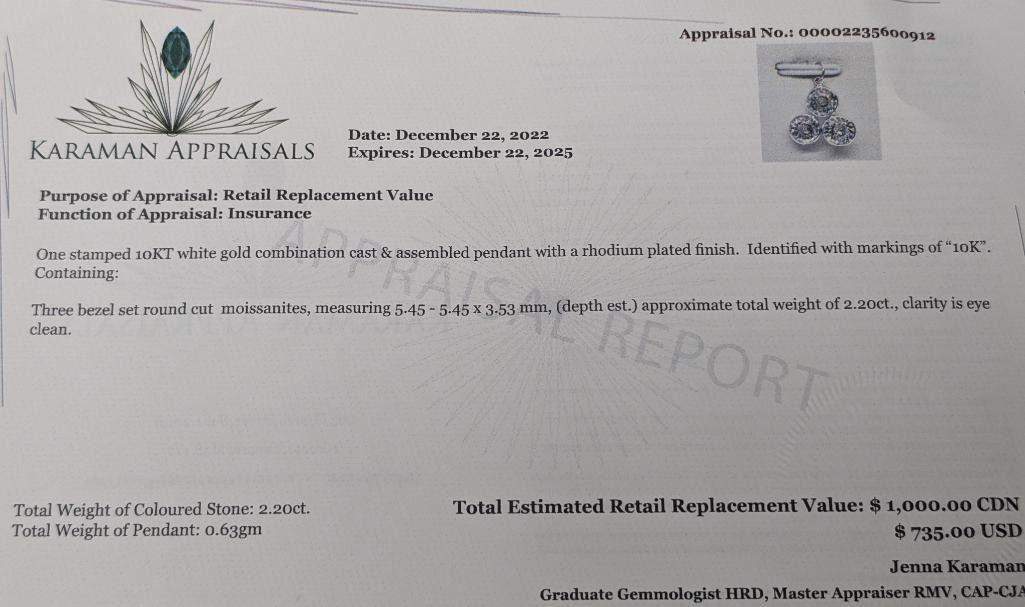 Appraisal No.: 00002235600912
KARAMAN APPRAISALS
Date: December 22, 2022
Expires: December 22, 2025
Purpose of Appraisal: Retail Replacement Value
Function of Appraisal: Insurance
One stamped 10KT white gold combination cast & assembled pendant with a rhodium plated finish. Identified with markings of "10K".
Containing:
Three bezel set round cut moissanites, measuring 5.45 - 5.45 x 3.53 mm, (depth est.) approximate total weight of 2.20ct., clarity is eye
clean.
APPRAISAL REPORT
Total Weight of Coloured Stone: 2.20ct.
Total Weight of Pendant: 0.63gm
Total Estimated Retail Replacement Value: $ 1,000.00 CDN
$ 735.00 USD
Jenna Karaman
Graduate Gemmologist HRD, Master Appraiser RMV, CAP-CJA